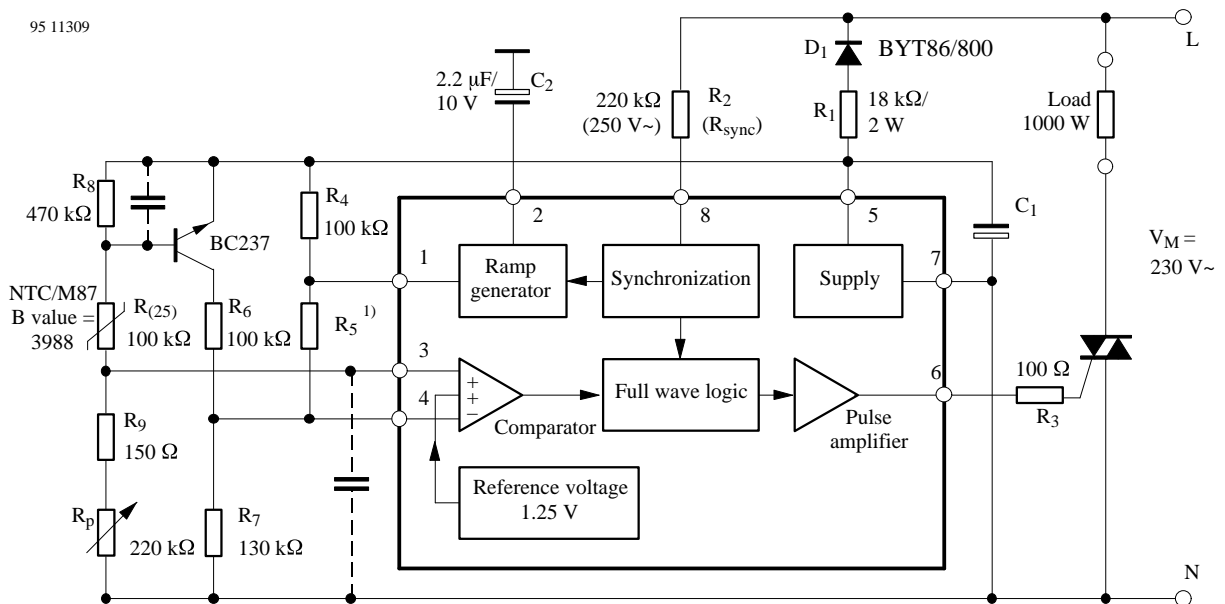 95 11309
L
D1
BYT86/800
2.2 µF/
10 V
C2
220 kΩ
(250 V~)
R2
(Rsync)
R1
18 kΩ/
2 W
Load
1000 W
R8
470 kΩ
R4
100 kΩ
2
8
5
C1
BC237
VM =
230 V~
1
Ramp
generator
Synchronization
Supply
7
NTC/M87
B value =
3988
R(25)
100 kΩ
R6
100 kΩ
R5 1)
3
4
+
+
−
Comparator
Full wave logic
Pulse
amplifier
6
100 Ω
R3
R9
150 Ω
Reference voltage
1.25 V
Rp
220 kΩ
R7
130 kΩ
N